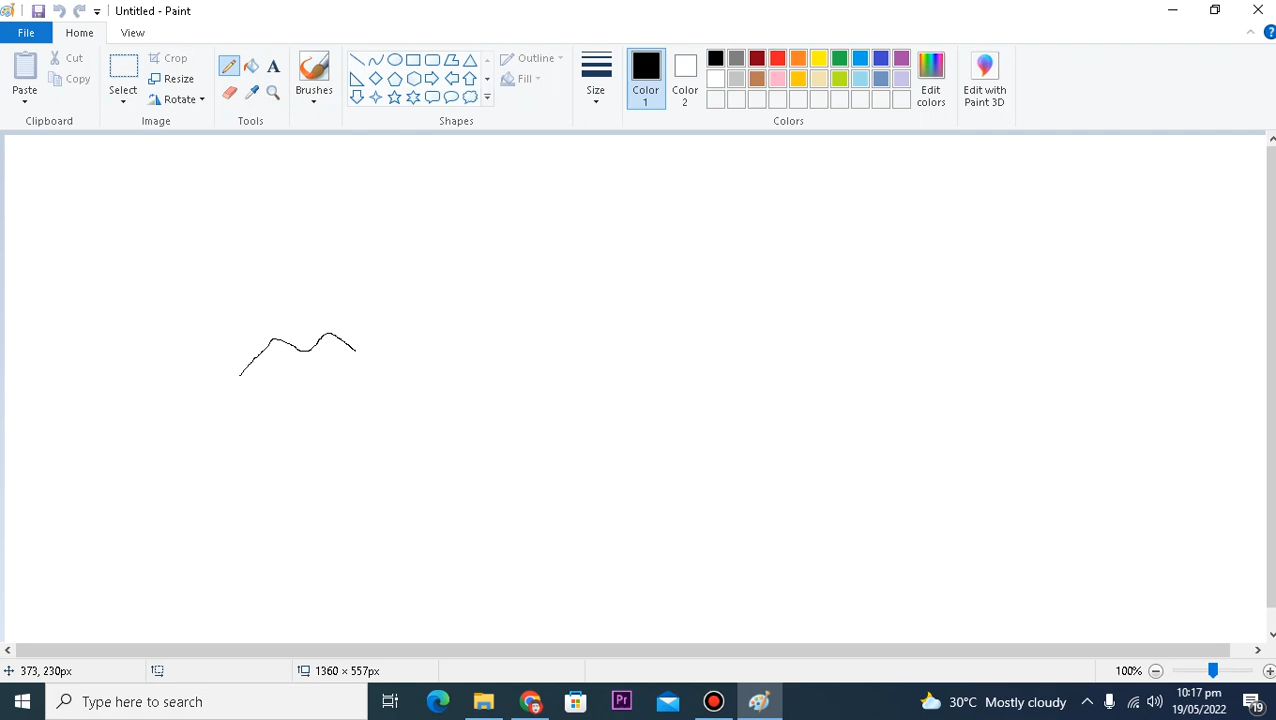 Untitled - Paint
File Home View
Paste Cut Copy Clipboard
Select Crop Resize Rotate Image
A Tools
Brushes
Shapes Outline Fill
Size
Color 1 Color 2 Edit colors Colors
Edit with Paint 3D
373, 230px 1360 × 557px 100%
Type here to search Pr 30°C Mostly cloudy 10:17 pm 19/05/2022 19